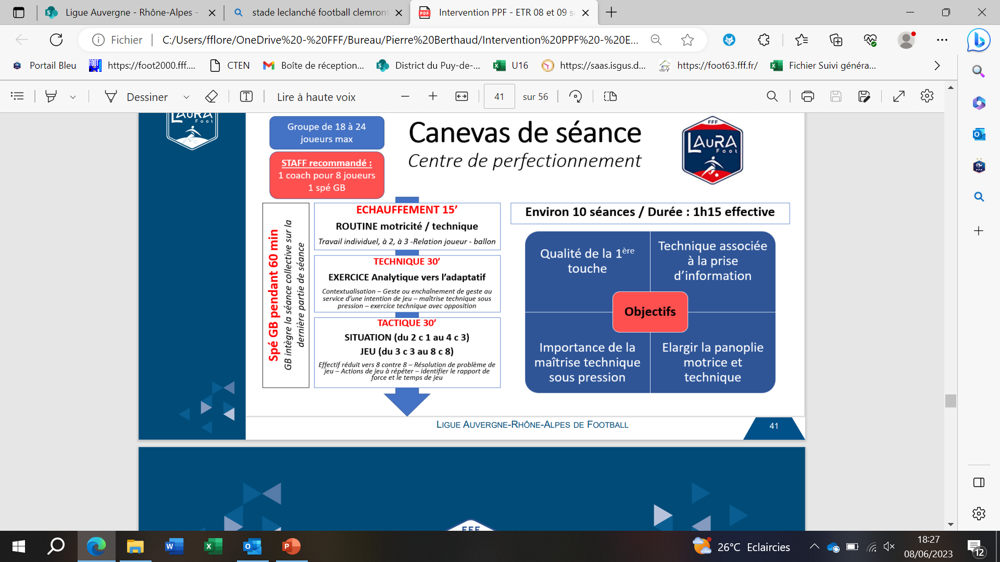 Ligue Auvergne - Rhône-Alpes -
stade leclanché football clemront
Intervention PPF - ETR 08 et 09 se
Fichier
C:/Users/fflore/OneDrive%20-%20FFF/Bureau/Pierre%20Berthaud/Intervention%20PPF%20-%20E...
Portail Bleu
https://foot2000.fff....
CTEN
Boîte de réception...
District du Puy-de-...
U16
https://saas.isgus.d...
https://foot63.fff.fr/
Fichier Suivi généra...
Dessiner
Lire à haute voix
41
sur 56
LAuRA
Foot
Groupe de 18 à 24
joueurs max
STAFF recommandé :
1 coach pour 8 joueurs
1 spé GB
Canevas de séance
Centre de perfectionnement
FFF
LAuRA
Foot
Spé GB pendant 60 min
GB intègre la séance collective sur la
dernière partie de séance
ECHAUFFEMENT 15’
ROUTINE motricité / technique
Travail individuel, à 2, à 3 -Relation joueur - ballon
TECHNIQUE 30’
EXERCICE Analytique vers l’adaptatif
Contextualisation – Geste ou enchaînement de geste au
service d’une intention de jeu – maîtrise technique sous
pression – exercice technique avec opposition
TACTIQUE 30’
SITUATION (du 2 c 1 au 4 c 3)
JEU (du 3 c 3 au 8 c 8)
Effectif réduit vers 8 contre 8 – Résolution de problème de
jeu – Actions de jeu à répéter – identifier le rapport de
force et le temps de jeu
Environ 10 séances / Durée : 1h15 effective
Qualité de la 1ère
touche
Technique associée
à la prise
d’information
Objectifs
Importance de la
maîtrise technique
sous pression
Elargir la panoplie
motrice et
technique
LIGUE AUVERGNE-RHÔNE-ALPES DE FOOTBALL
41
FFF
26°C Eclaircies
18:27
08/06/2023
12